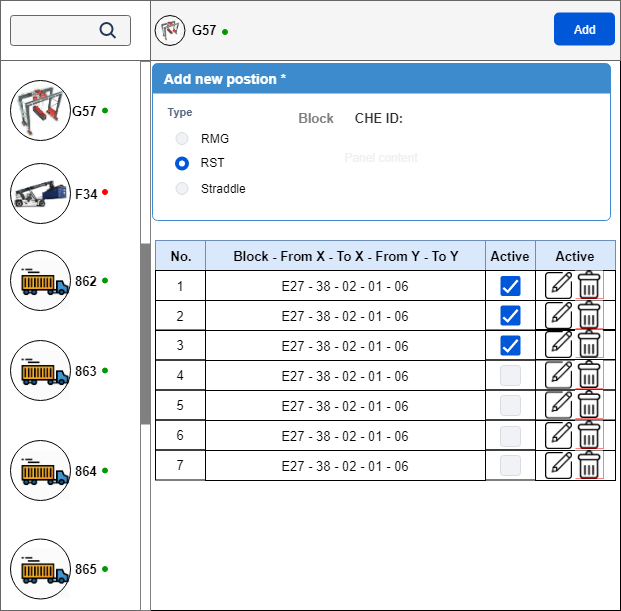 G57
Add
G57
F34
862
863
864
865
Add new postion *
Type
RMG
RST
Straddle
Block
CHE ID:
Panel content
No. Block - From X - To X - From Y - To Y Active Active
1 E27 - 38 - 02 - 01 - 06
2 E27 - 38 - 02 - 01 - 06
3 E27 - 38 - 02 - 01 - 06
4 E27 - 38 - 02 - 01 - 06
5 E27 - 38 - 02 - 01 - 06
6 E27 - 38 - 02 - 01 - 06
7 E27 - 38 - 02 - 01 - 06